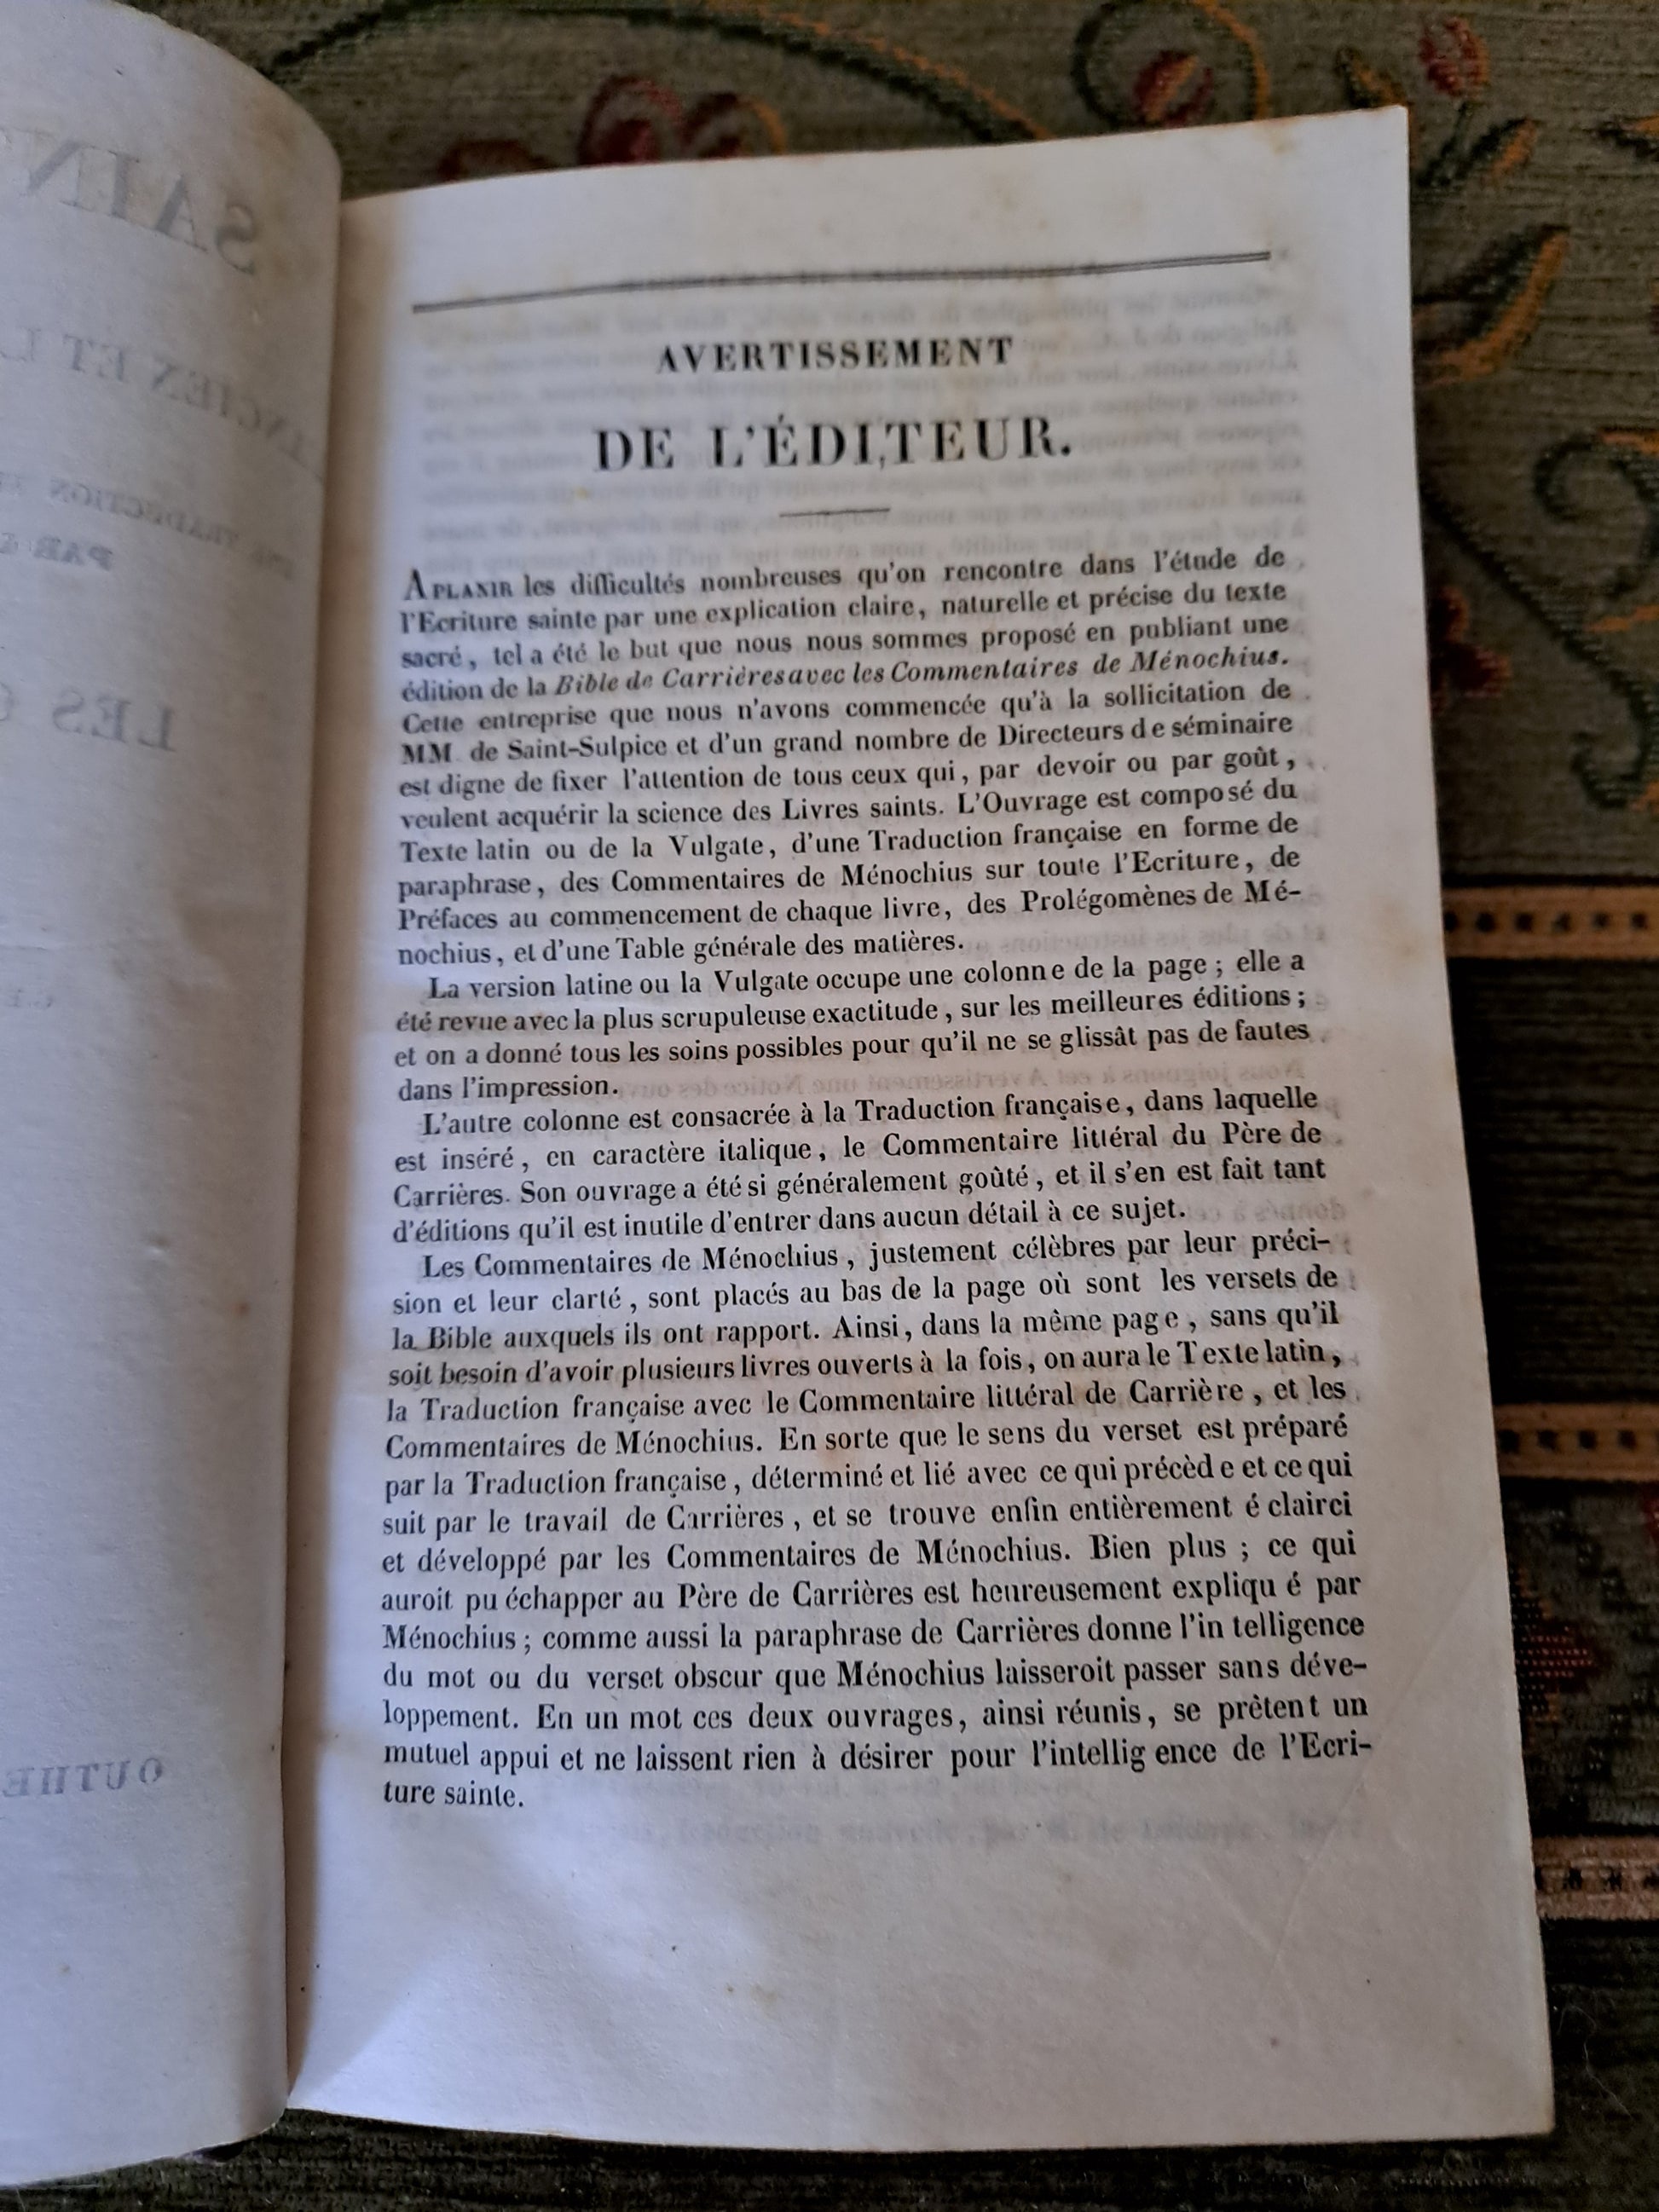 AVERTISSEMENT
DE L'ÉDITEUR.
APLANIR les difficultés nombreuses qu'on rencontre dans l'étude de
l'Ecriture sainte par une explication claire, naturelle et précise du texte
sacré, tel a été le but que nous nous sommes proposé en publiant une
édition de la Bible de Carrières avec les Commentaires de Ménochius.
Cette entreprise que nous n'avons commencée qu'à la sollicitation de
MM. de Saint-Sulpice et d'un grand nombre de Directeurs de séminaire
est digne de fixer l'attention de tous ceux qui, par devoir ou par goût,
veulent acquérir la science des Livres saints. L'Ouvrage est composé du
Texte latin ou de la Vulgate, d'une Traduction française en forme de
paraphrase, des Commentaires de Ménochius sur toute l'Ecriture, de
Préfaces au commencement de chaque livre, des Prolégomènes de Mé-
nochius, et d'une Table générale des matières.
La version latine ou la Vulgate occupe une colonne de la page; elle a
été revue avec la plus scrupuleuse exactitude, sur les meilleures éditions;
et on a donné tous les soins possibles pour qu'il ne se glissât pas de fautes
dans l'impression.
L'autre colonne est consacrée à la Traduction française, dans laquelle
est inséré, en caractère italique, le Commentaire littéral du Père de
Carrières. Son ouvrage a été si généralement goûté, et il s'en est fait tant
d'éditions qu'il est inutile d'entrer dans aucun détail à ce sujet.
Les Commentaires de Ménochius, justement célèbres par leur préci-
sion et leur clarté, sont placés au bas de la page où sont les versets de
la Bible auxquels ils ont rapport. Ainsi, dans la même page, sans qu'il
soit besoin d'avoir plusieurs livres ouverts à la fois, on aura le Texte latin,
la Traduction française avec le Commentaire littéral de Carrière, et les
Commentaires de Ménochius. En sorte que le sens du verset est préparé
par la Traduction française, déterminé et lié avec ce qui précède et ce qui
suit par le travail de Carrières, et se trouve enfin entièrement éclairci
et développé par les Commentaires de Ménochius. Bien plus; ce qui
auroit pu échapper au Père de Carrières est heureusement expliqué par
Ménochius; comme aussi la paraphrase de Carrières donne l'intelligence
du mot ou du verset obscur que Ménochius laisseroit passer sans déve-
loppement. En un mot ces deux ouvrages, ainsi réunis, se prêtent un
mutuel appui et ne laissent rien à désirer pour l'intelligence de l'Ecri-
ture sainte.